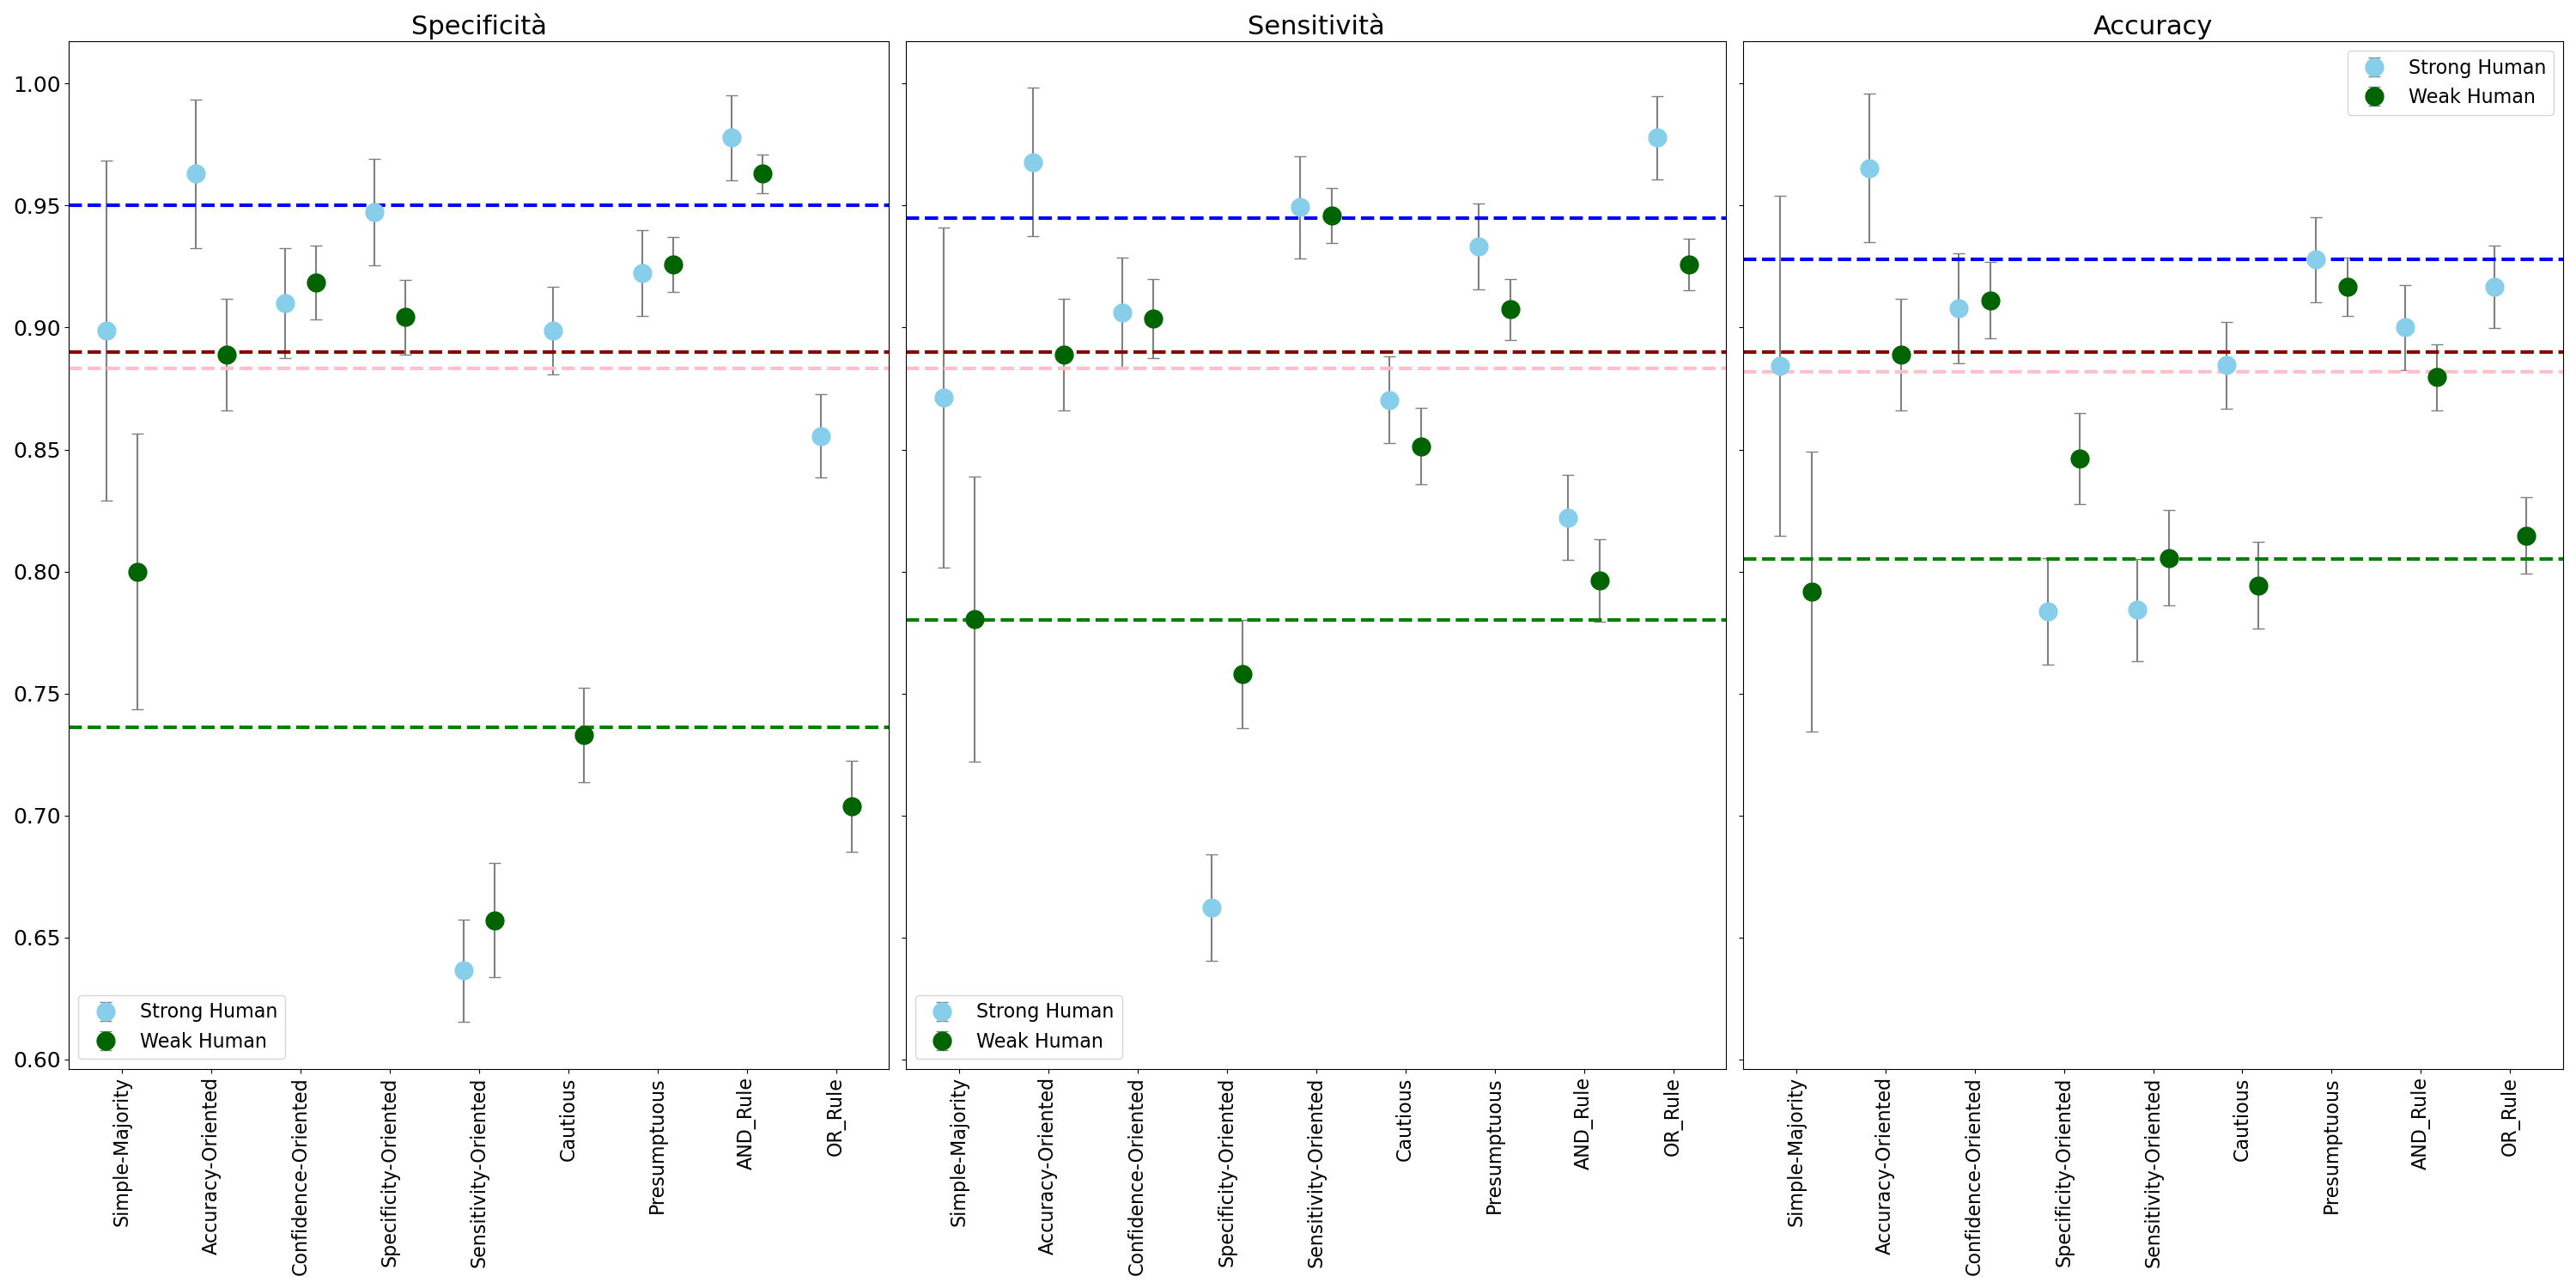 Specificità
Sensitività
Accuracy
1.00
0.95
0.90
0.85
0.80
0.75
0.70
0.65
0.60
Strong Human
Weak Human
Strong Human
Weak Human
Strong Human
Weak Human
Simple-Majority
Accuracy-Oriented
Confidence-Oriented
Specificity-Oriented
Sensitivity-Oriented
Cautious
Presumptuous
AND_Rule
OR_Rule
Simple-Majority
Accuracy-Oriented
Confidence-Oriented
Specificity-Oriented
Sensitivity-Oriented
Cautious
Presumptuous
AND_Rule
OR_Rule
Simple-Majority
Accuracy-Oriented
Confidence-Oriented
Specificity-Oriented
Sensitivity-Oriented
Cautious
Presumptuous
AND_Rule
OR_Rule